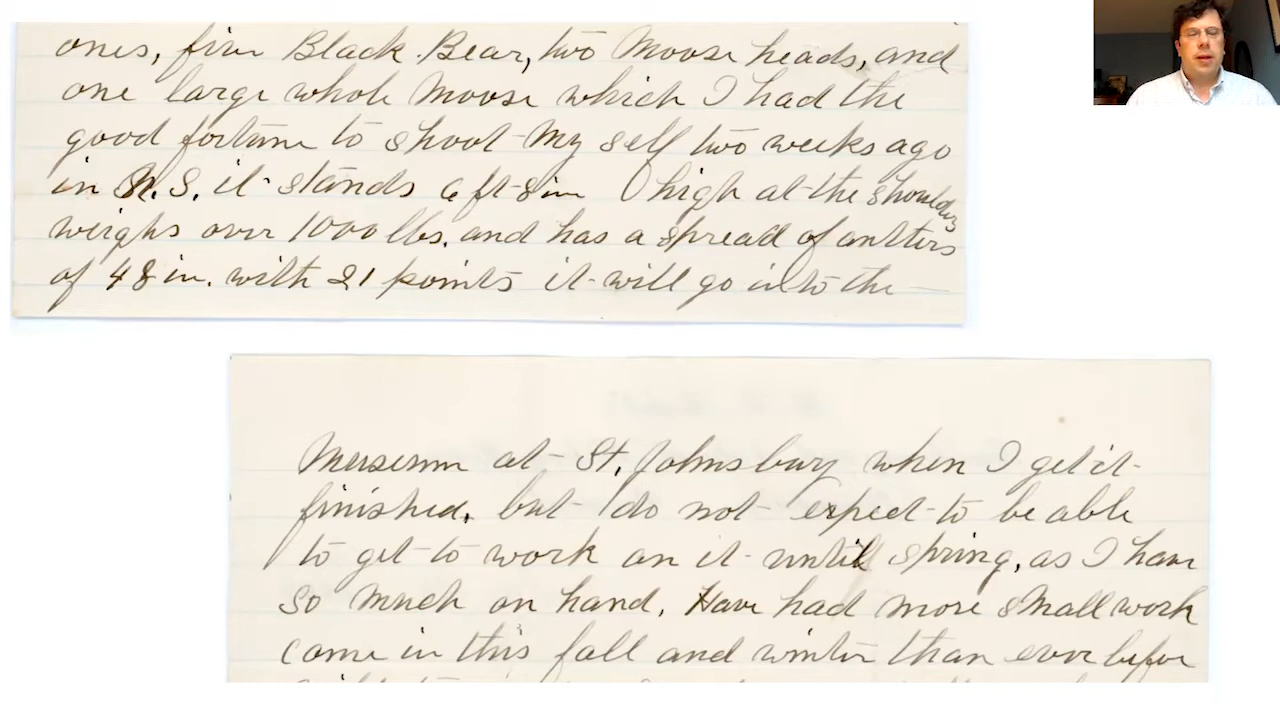 ones, five Black Bear, two Moose heads, and
one large whole Moose which I had the
good fortune to shoot My self two weeks ago
in N.S. it stands 6 ft 8 in high at the shoulders
weighs over 1000 lbs. and has a spread of antlers
of 48 in. with 21 points it will go into the
Museum at St. Johnsbury when I get it
finished. but do not expect to be able
to get to work on it until spring, as I have
so much on hand. Have had more small work
come in this fall and winter than ever before